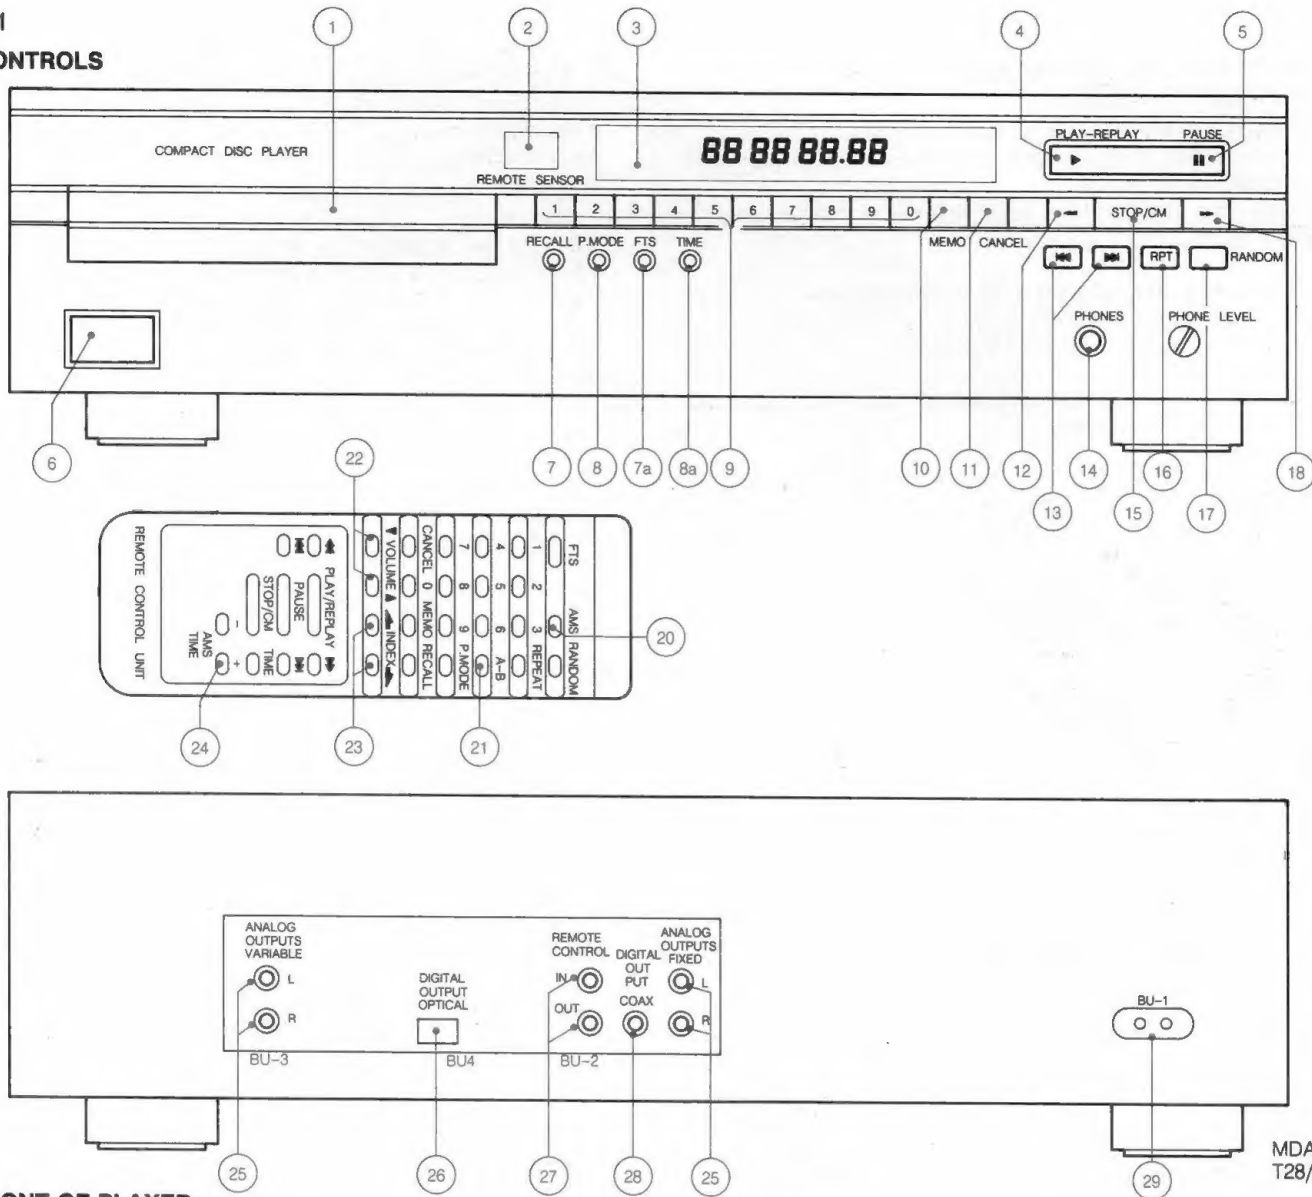 1
ONTROLS
1 2 3 4 5
COMPACT DISC PLAYER
REMOTE SENSOR
88 88 88.88
PLAY-REPLAY PAUSE
1 2 3 4 5 6 7 8 9 0
MEMO CANCEL
STOP/CM
RECALL P.MODE FTS TIME
RPT RANDOM
PHONES PHONE LEVEL
6 7 8 7a 8a 9 10 11 12 13 14 15 16 17 18
22
REMOTE CONTROL UNIT
PLAY/REPLAY
PAUSE
STOP/CM
TIME
AMS TIME
- +
VOLUME INDEX
CANCEL 0 MEMO RECALL
7 8 9 P.MODE
4 5 6 A-B
1 2 3 REPEAT
FTS AMS RANDOM
20
24 23 21
ANALOG
OUTPUTS
VARIABLE
L
R
BU-3
DIGITAL
OUTPUT
OPTICAL
BU4
REMOTE
CONTROL
IN
OUT
BU-2
DIGITAL
OUT
PUT
COAX
ANALOG
OUTPUTS
FIXED
L
R
BU-1
25 26 27 28 25 29
MDA
T28/